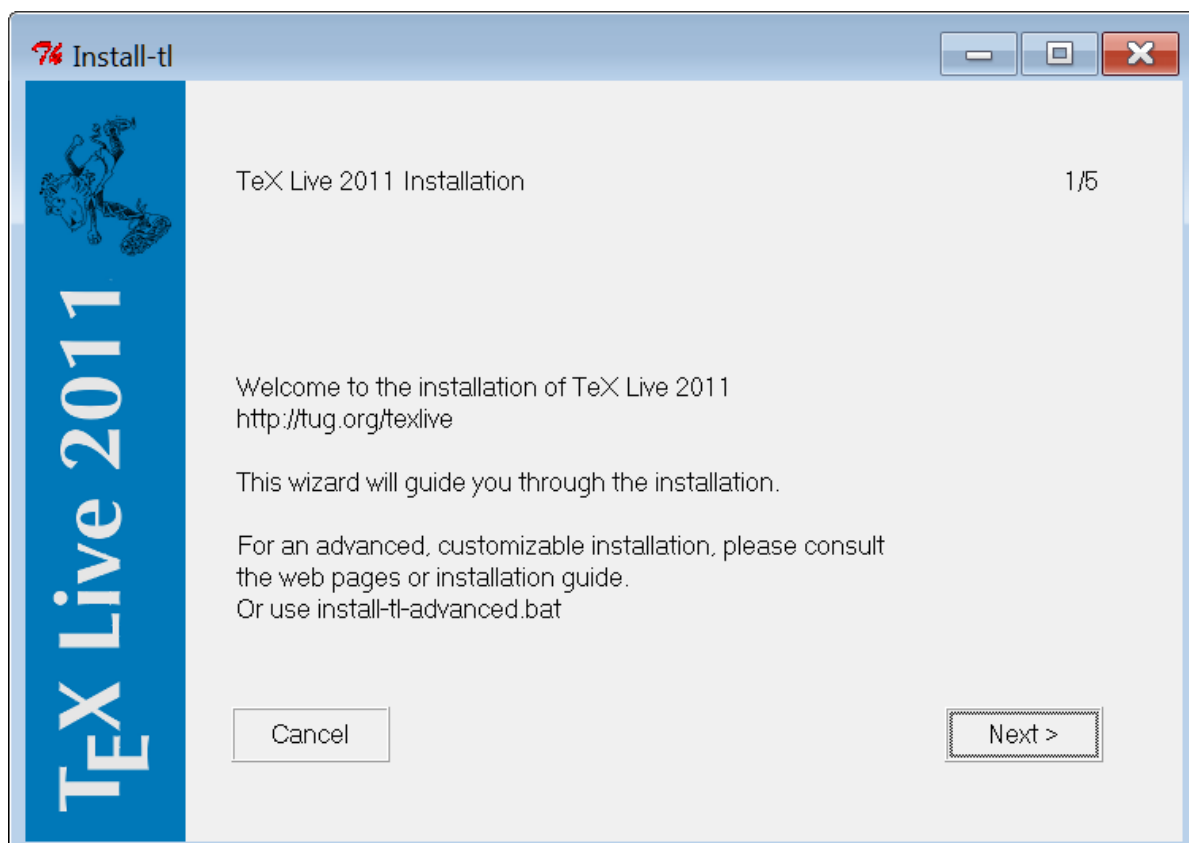 Install-tl
TeX Live 2011
TeX Live 2011 Installation
1/5
Welcome to the installation of TeX Live 2011
http://tug.org/texlive
This wizard will guide you through the installation.
For an advanced, customizable installation, please consult
the web pages or installation guide.
Or use install-tl-advanced.bat
Cancel
Next >